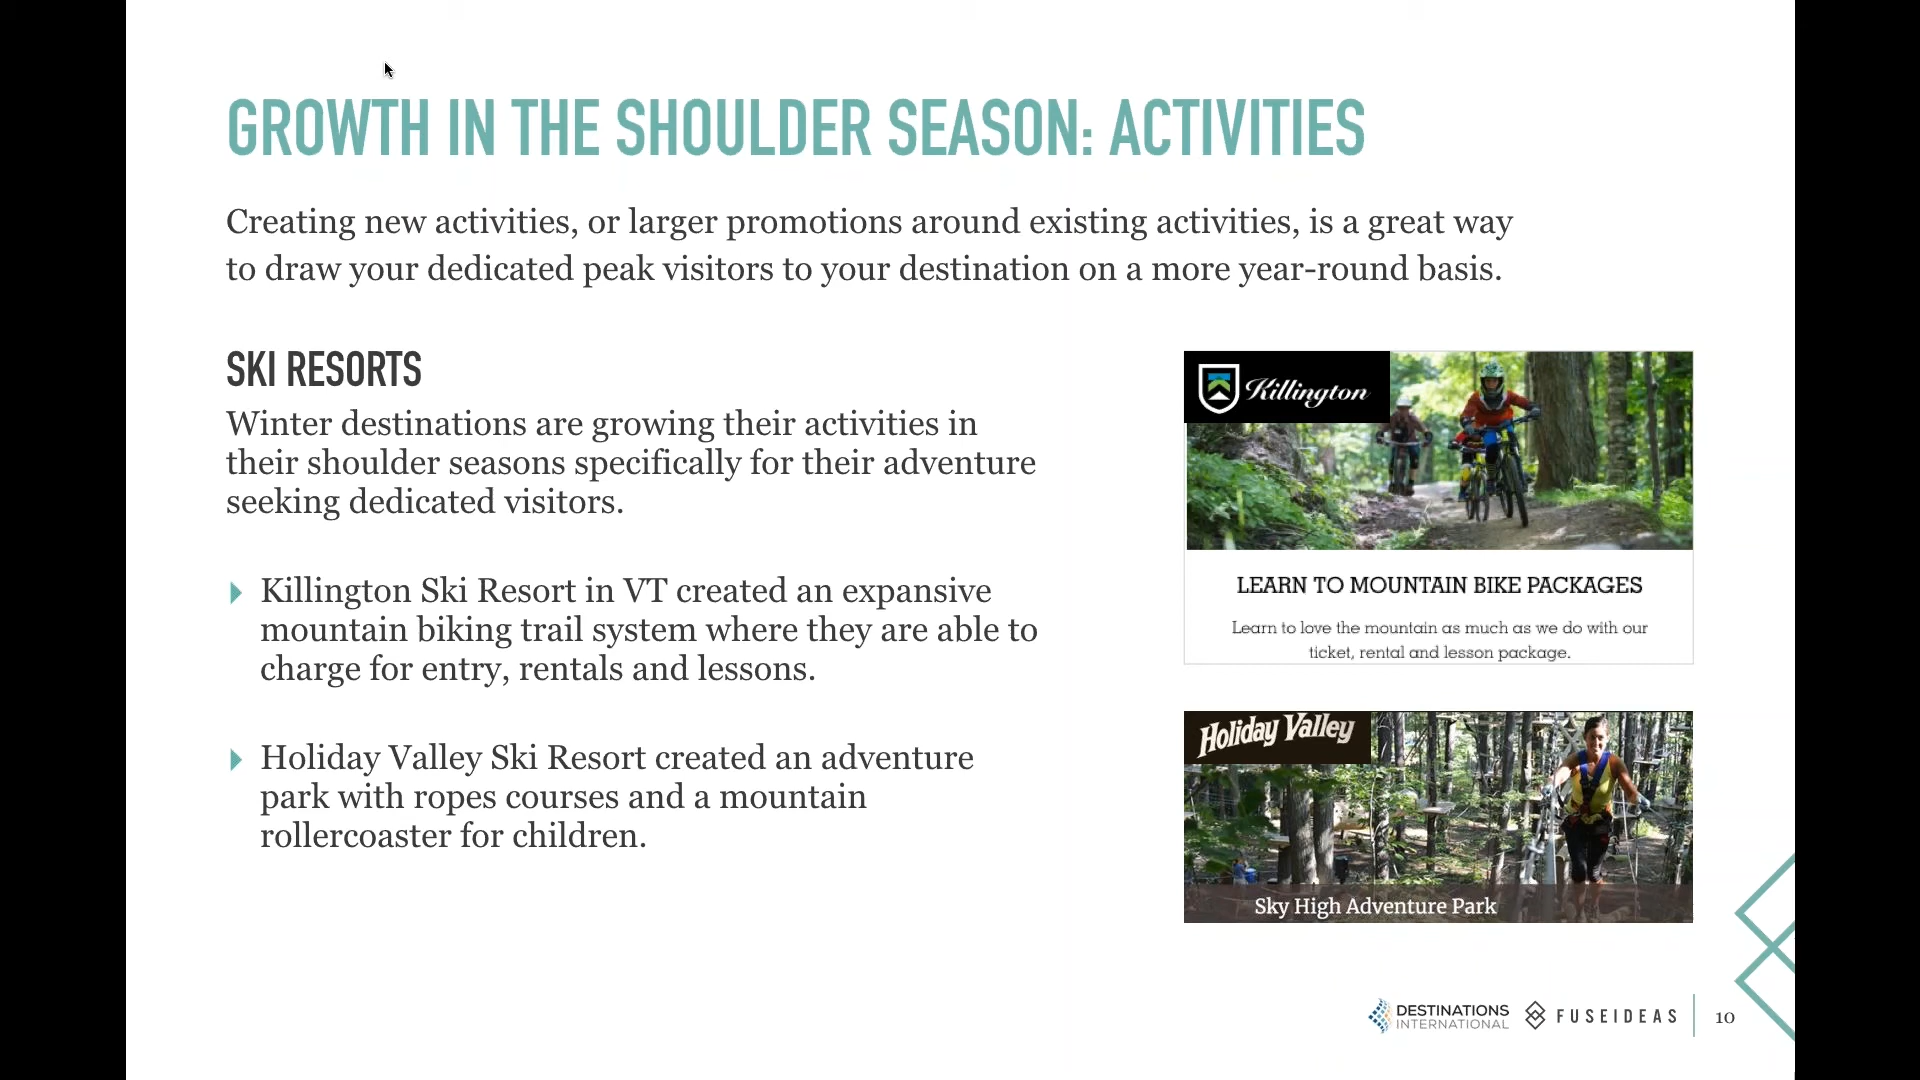 GROWTH IN THE SHOULDER SEASON: ACTIVITIES
Creating new activities, or larger promotions around existing activities, is a great way
to draw your dedicated peak visitors to your destination on a more year-round basis.
SKI RESORTS
Winter destinations are growing their activities in
their shoulder seasons specifically for their adventure
seeking dedicated visitors.
Killington Ski Resort in VT created an expansive
mountain biking trail system where they are able to
charge for entry, rentals and lessons.
Holiday Valley Ski Resort created an adventure
park with ropes courses and a mountain
rollercoaster for children.
Killington
LEARN TO MOUNTAIN BIKE PACKAGES
Learn to love the mountain as much as we do with our
ticket, rental and lesson package.
Holiday Valley
Sky High Adventure Park
DESTINATIONS
INTERNATIONAL
FUSEIDEAS
10